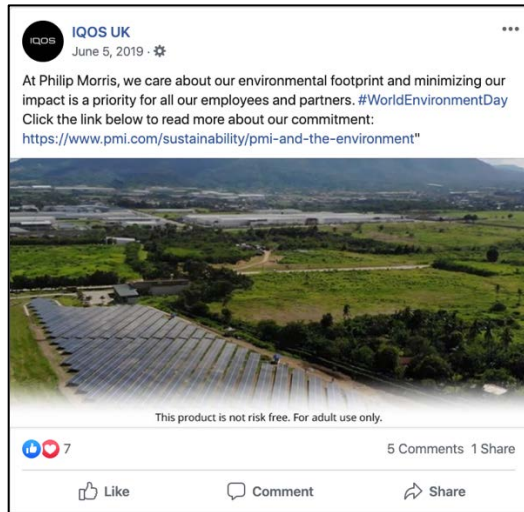 IQOS
IQOS UK
June 5, 2019 ·
At Philip Morris, we care about our environmental footprint and minimizing our
impact is a priority for all our employees and partners. #WorldEnvironmentDay
Click the link below to read more about our commitment:
https://www.pmi.com/sustainability/pmi-and-the-environment"
This product is not risk free. For adult use only.
7
5 Comments 1 Share
Like Comment Share